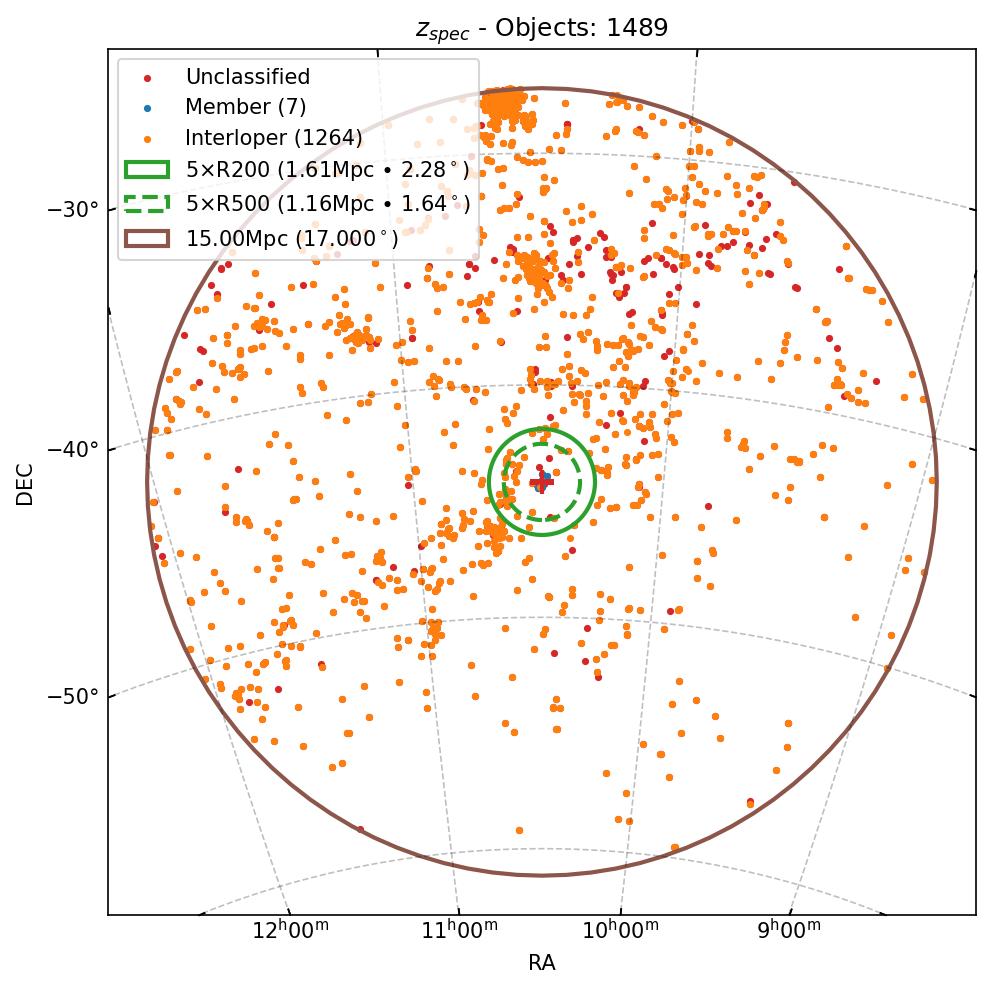 z_spec - Objects: 1489
Unclassified
Member (7)
Interloper (1264)
5×R200 (1.61Mpc • 2.28°)
5×R500 (1.16Mpc • 1.64°)
15.00Mpc (17.000°)
−30°
−40°
−50°
DEC
12ʰ00ᵐ 11ʰ00ᵐ 10ʰ00ᵐ 9ʰ00ᵐ
RA